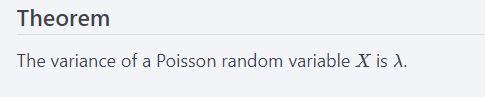 Theorem
The variance of a Poisson random variable X is λ.